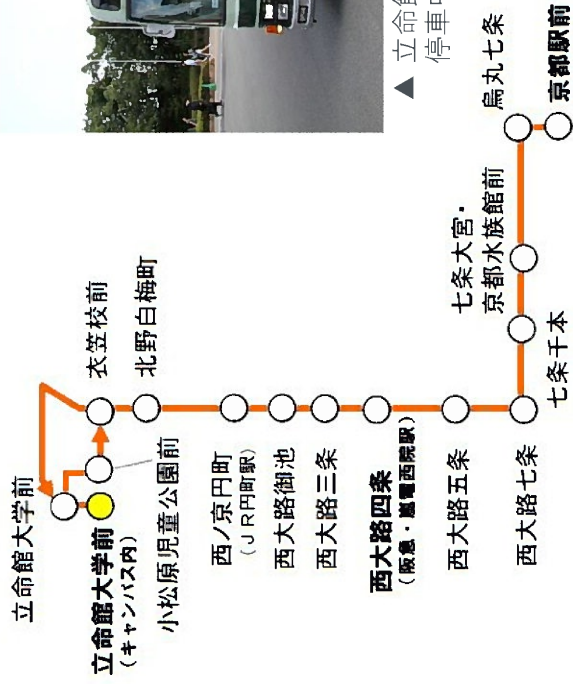 ▲ 立命館
停車
立命館大学前
立命館大学前
(キャンパス内)
小松原児童公園前
衣笠校前
北野白梅町
西ノ京円町
(JR円町駅)
西大路御池
西大路三条
西大路四条
(阪急・嵐電西院駅)
西大路五条
西大路七条
七条千本
七条大宮・
京都水族館前
烏丸七条
京都駅前